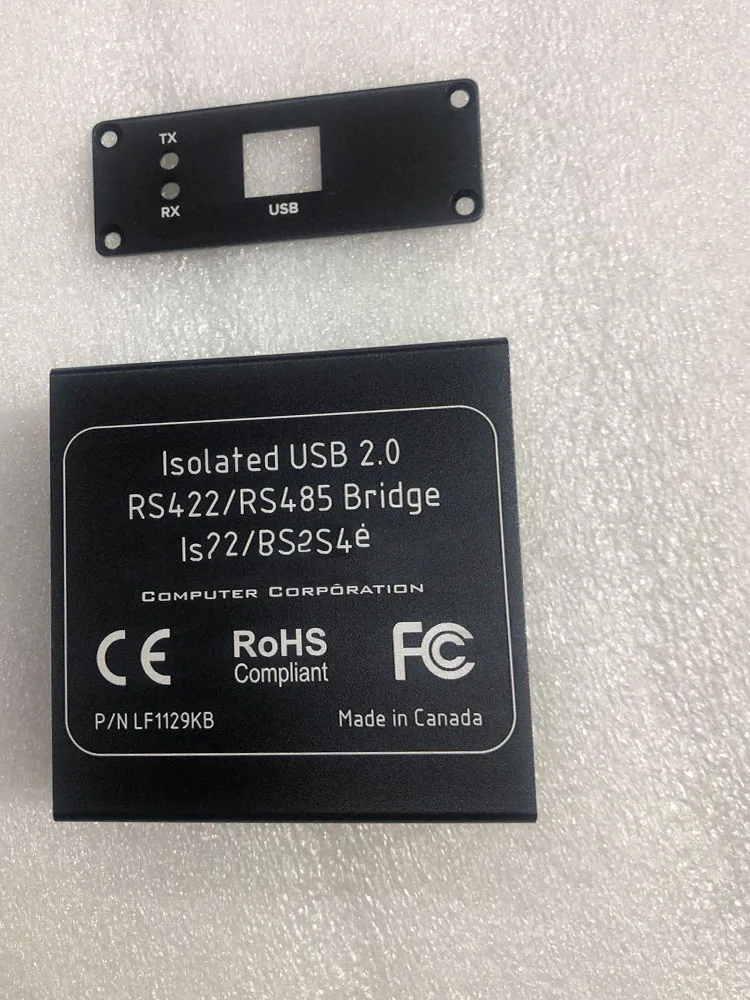 TX
RX
USB
Isolated USB 2.0
RS422/RS485 Bridge
COMPUTER CORPÔRATION
CE
RoHS
Compliant
FC
P/N LF1129KB
Made in Canada